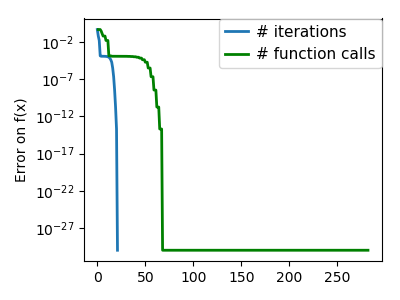 # iterations
# function calls
Error on f(x)
10^{-2}
10^{-7}
10^{-12}
10^{-17}
10^{-22}
10^{-27}
0 50 100 150 200 250